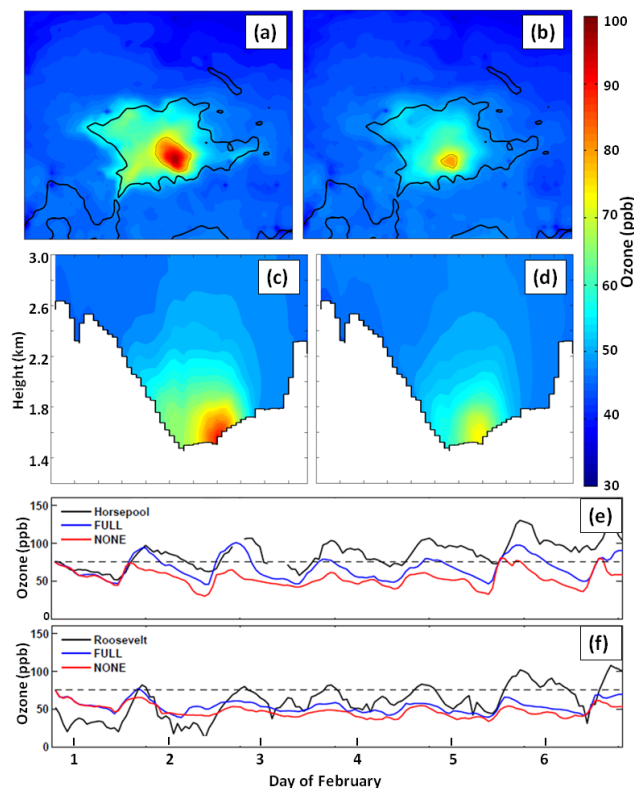 (a)
(b)
100
90
80
70
60
50
40
30
Ozone (ppb)
(c)
(d)
3.0
2.6
2.2
1.8
1.4
Height (km)
(e)
Horsepool
FULL
NONE
150
100
50
0
Ozone (ppb)
(f)
Roosevelt
FULL
NONE
150
100
50
0
Ozone (ppb)
1 2 3 4 5 6
Day of February